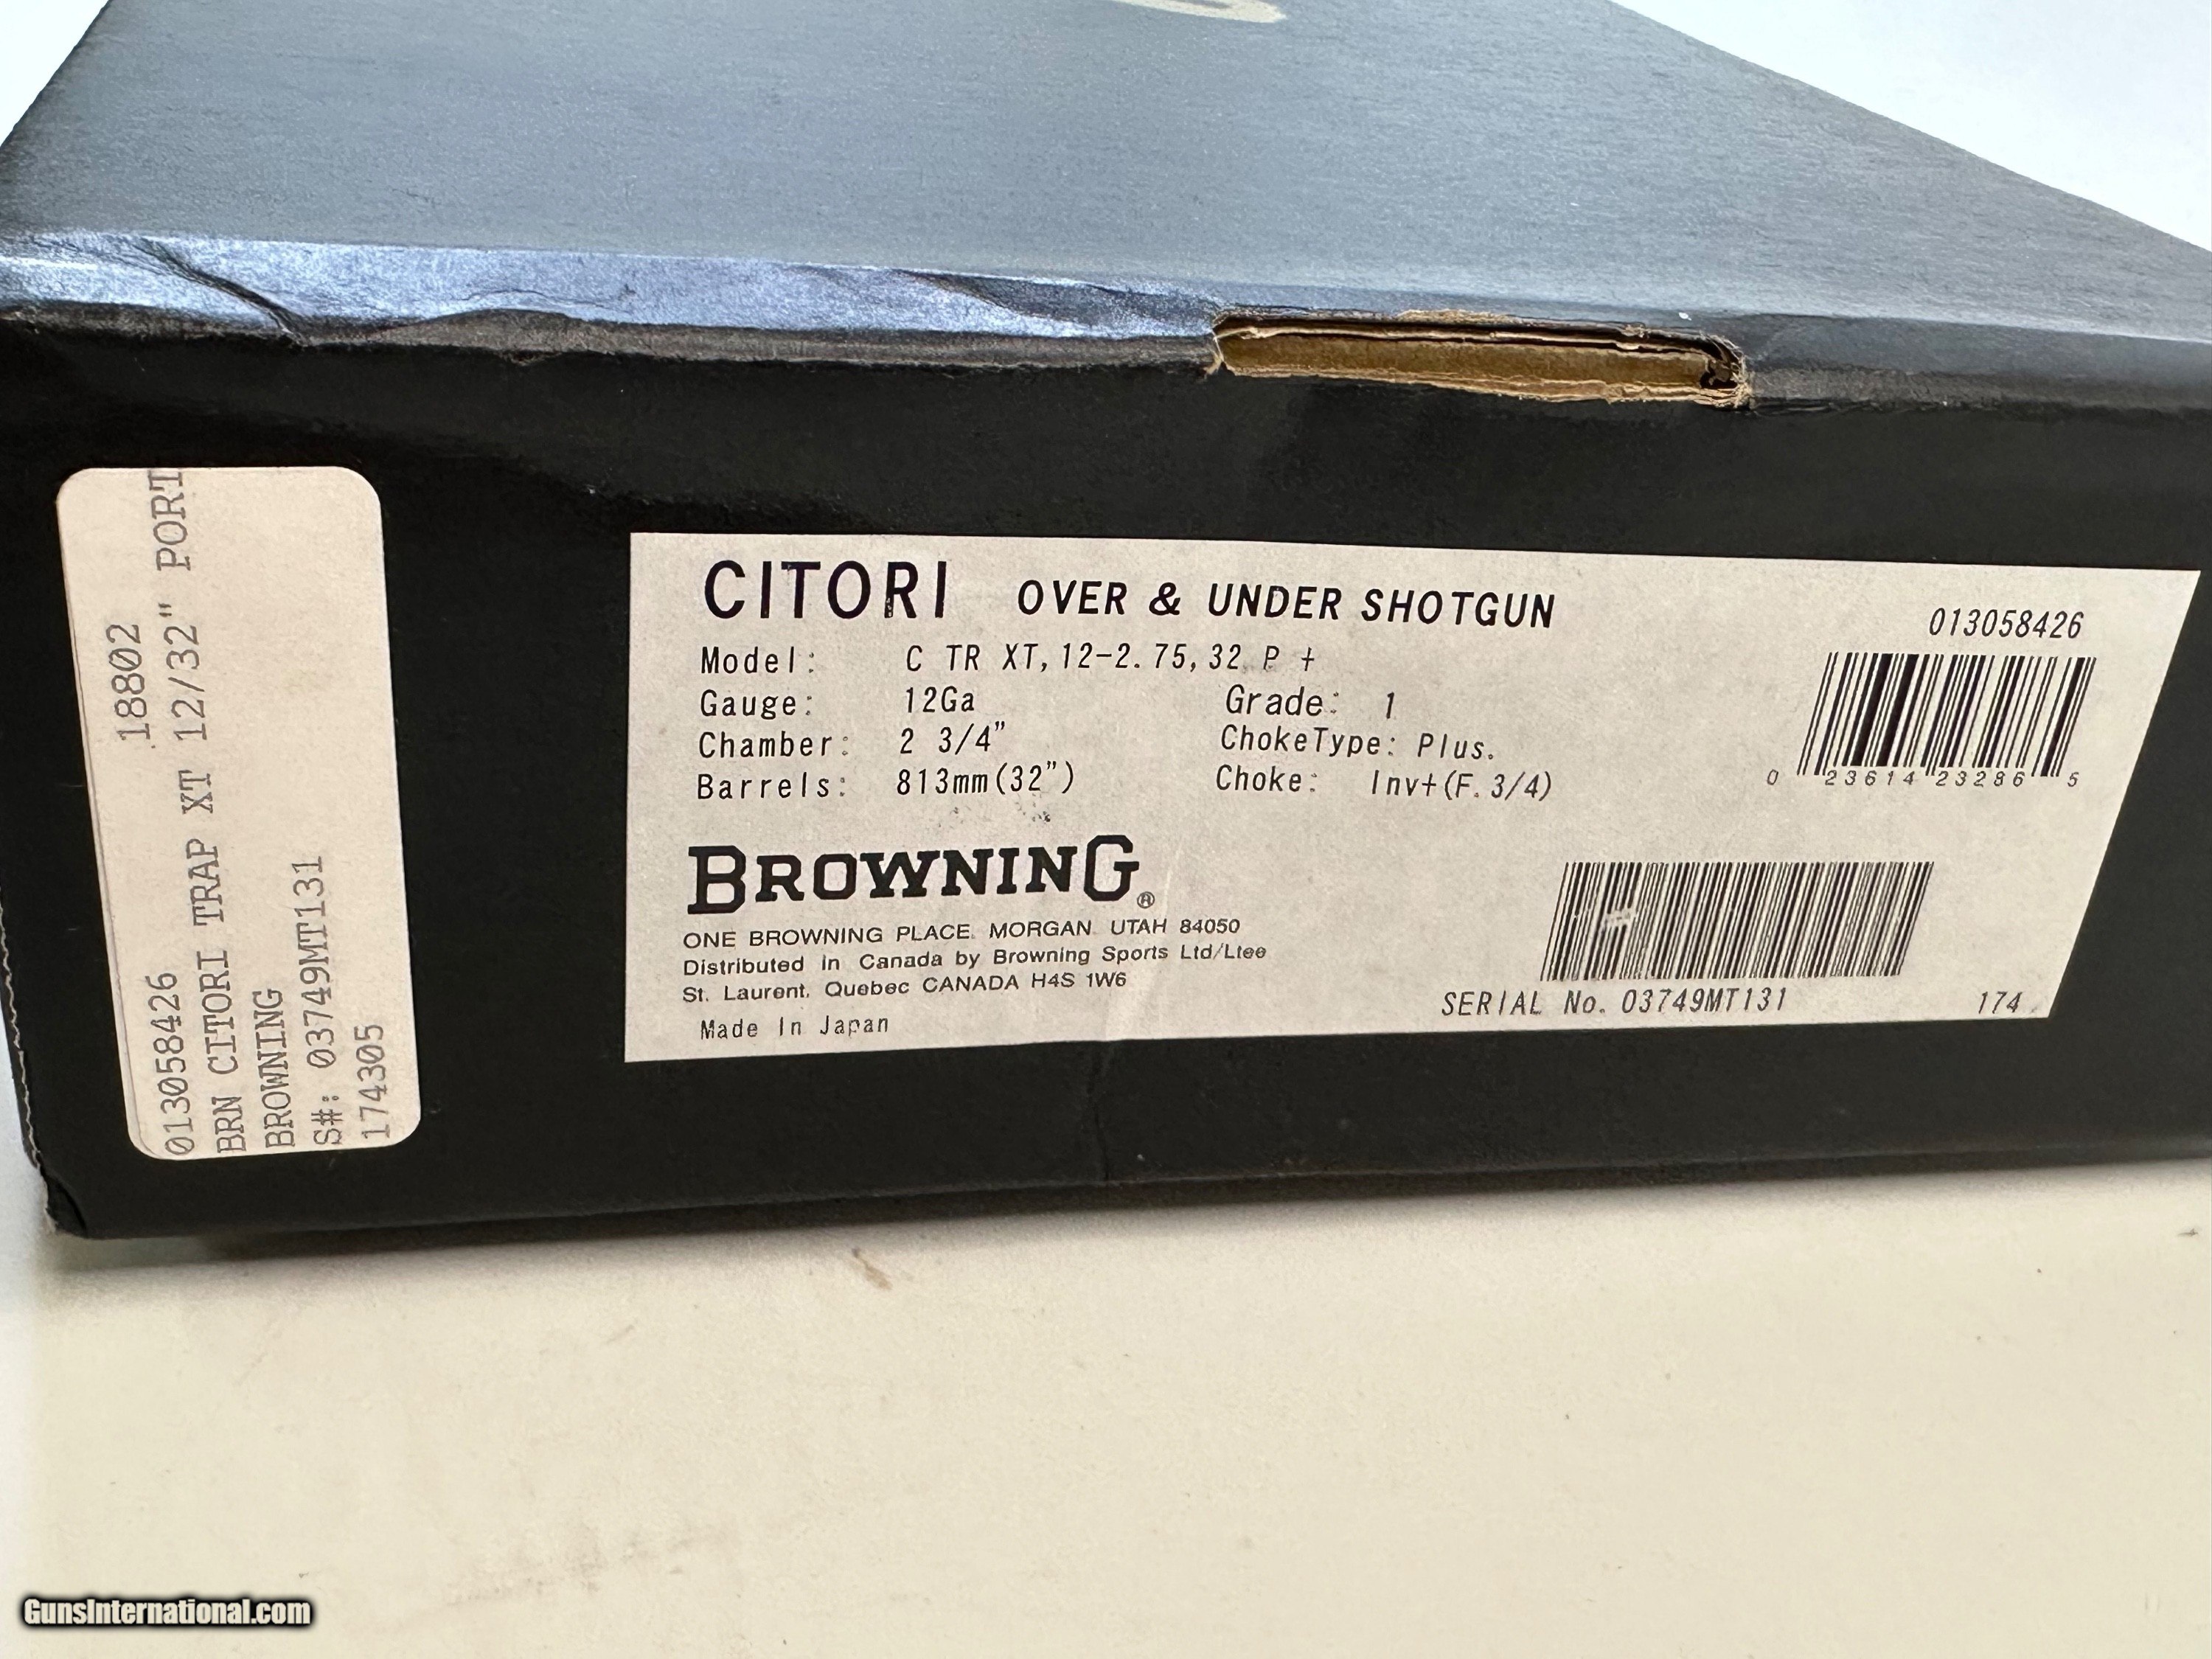 18802
013058426
BRN CITORI TRAP XT 12/32" PORT
BROWNING
S#: 03749MT131
174305
CITORI OVER & UNDER SHOTGUN
013058426
Model: C TR XT, 12-2.75, 32 P +
Gauge: 12Ga Grade: 1
Chamber: 2 3/4" ChokeType: Plus.
Barrels: 813mm(32") Choke: Inv+(F. 3/4)
0 23614 23286 5
BROWNING®
ONE BROWNING PLACE. MORGAN. UTAH 84050
Distributed in Canada by Browning Sports Ltd/Ltee
St. Laurent, Quebec CANADA H4S 1W6
Made In Japan
SERIAL No. 03749MT131 174
GunsInternational.com